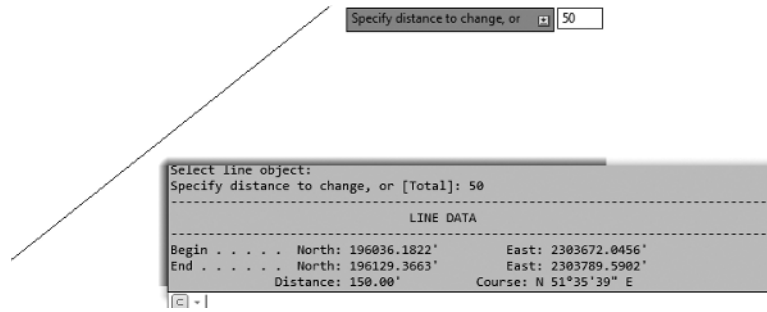 Specify distance to change, or 50
Select line object:
Specify distance to change, or [Total]: 50
LINE DATA
Begin . . . . . North: 196036.1822' East: 2303672.0456'
End . . . . . . North: 196129.3663' East: 2303789.5902'
Distance: 150.00' Course: N 51°35'39" E